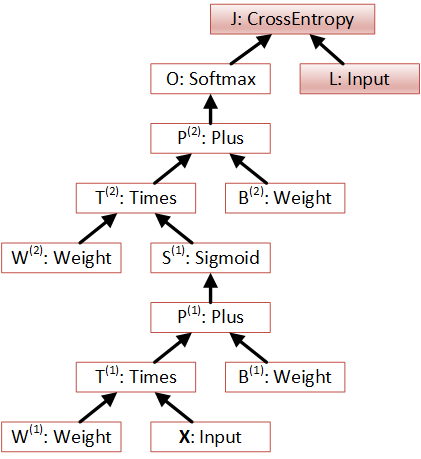 J: CrossEntropy
O: Softmax
L: Input
P⁽²⁾: Plus
T⁽²⁾: Times
B⁽²⁾: Weight
W⁽²⁾: Weight
S⁽¹⁾: Sigmoid
P⁽¹⁾: Plus
T⁽¹⁾: Times
B⁽¹⁾: Weight
W⁽¹⁾: Weight
X: Input